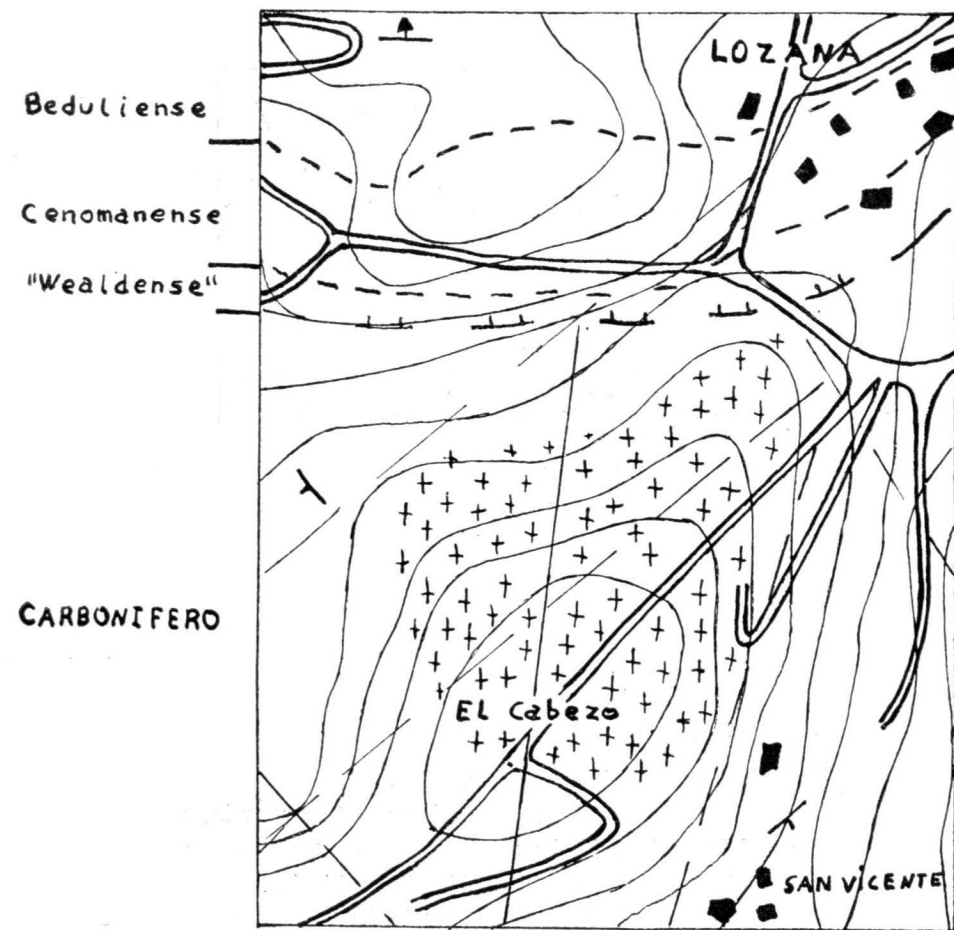 LOZANA
Beduliense
Cenomanense
"Wealdense"
CARBONIFERO
El Cabezo
SAN VICENTE